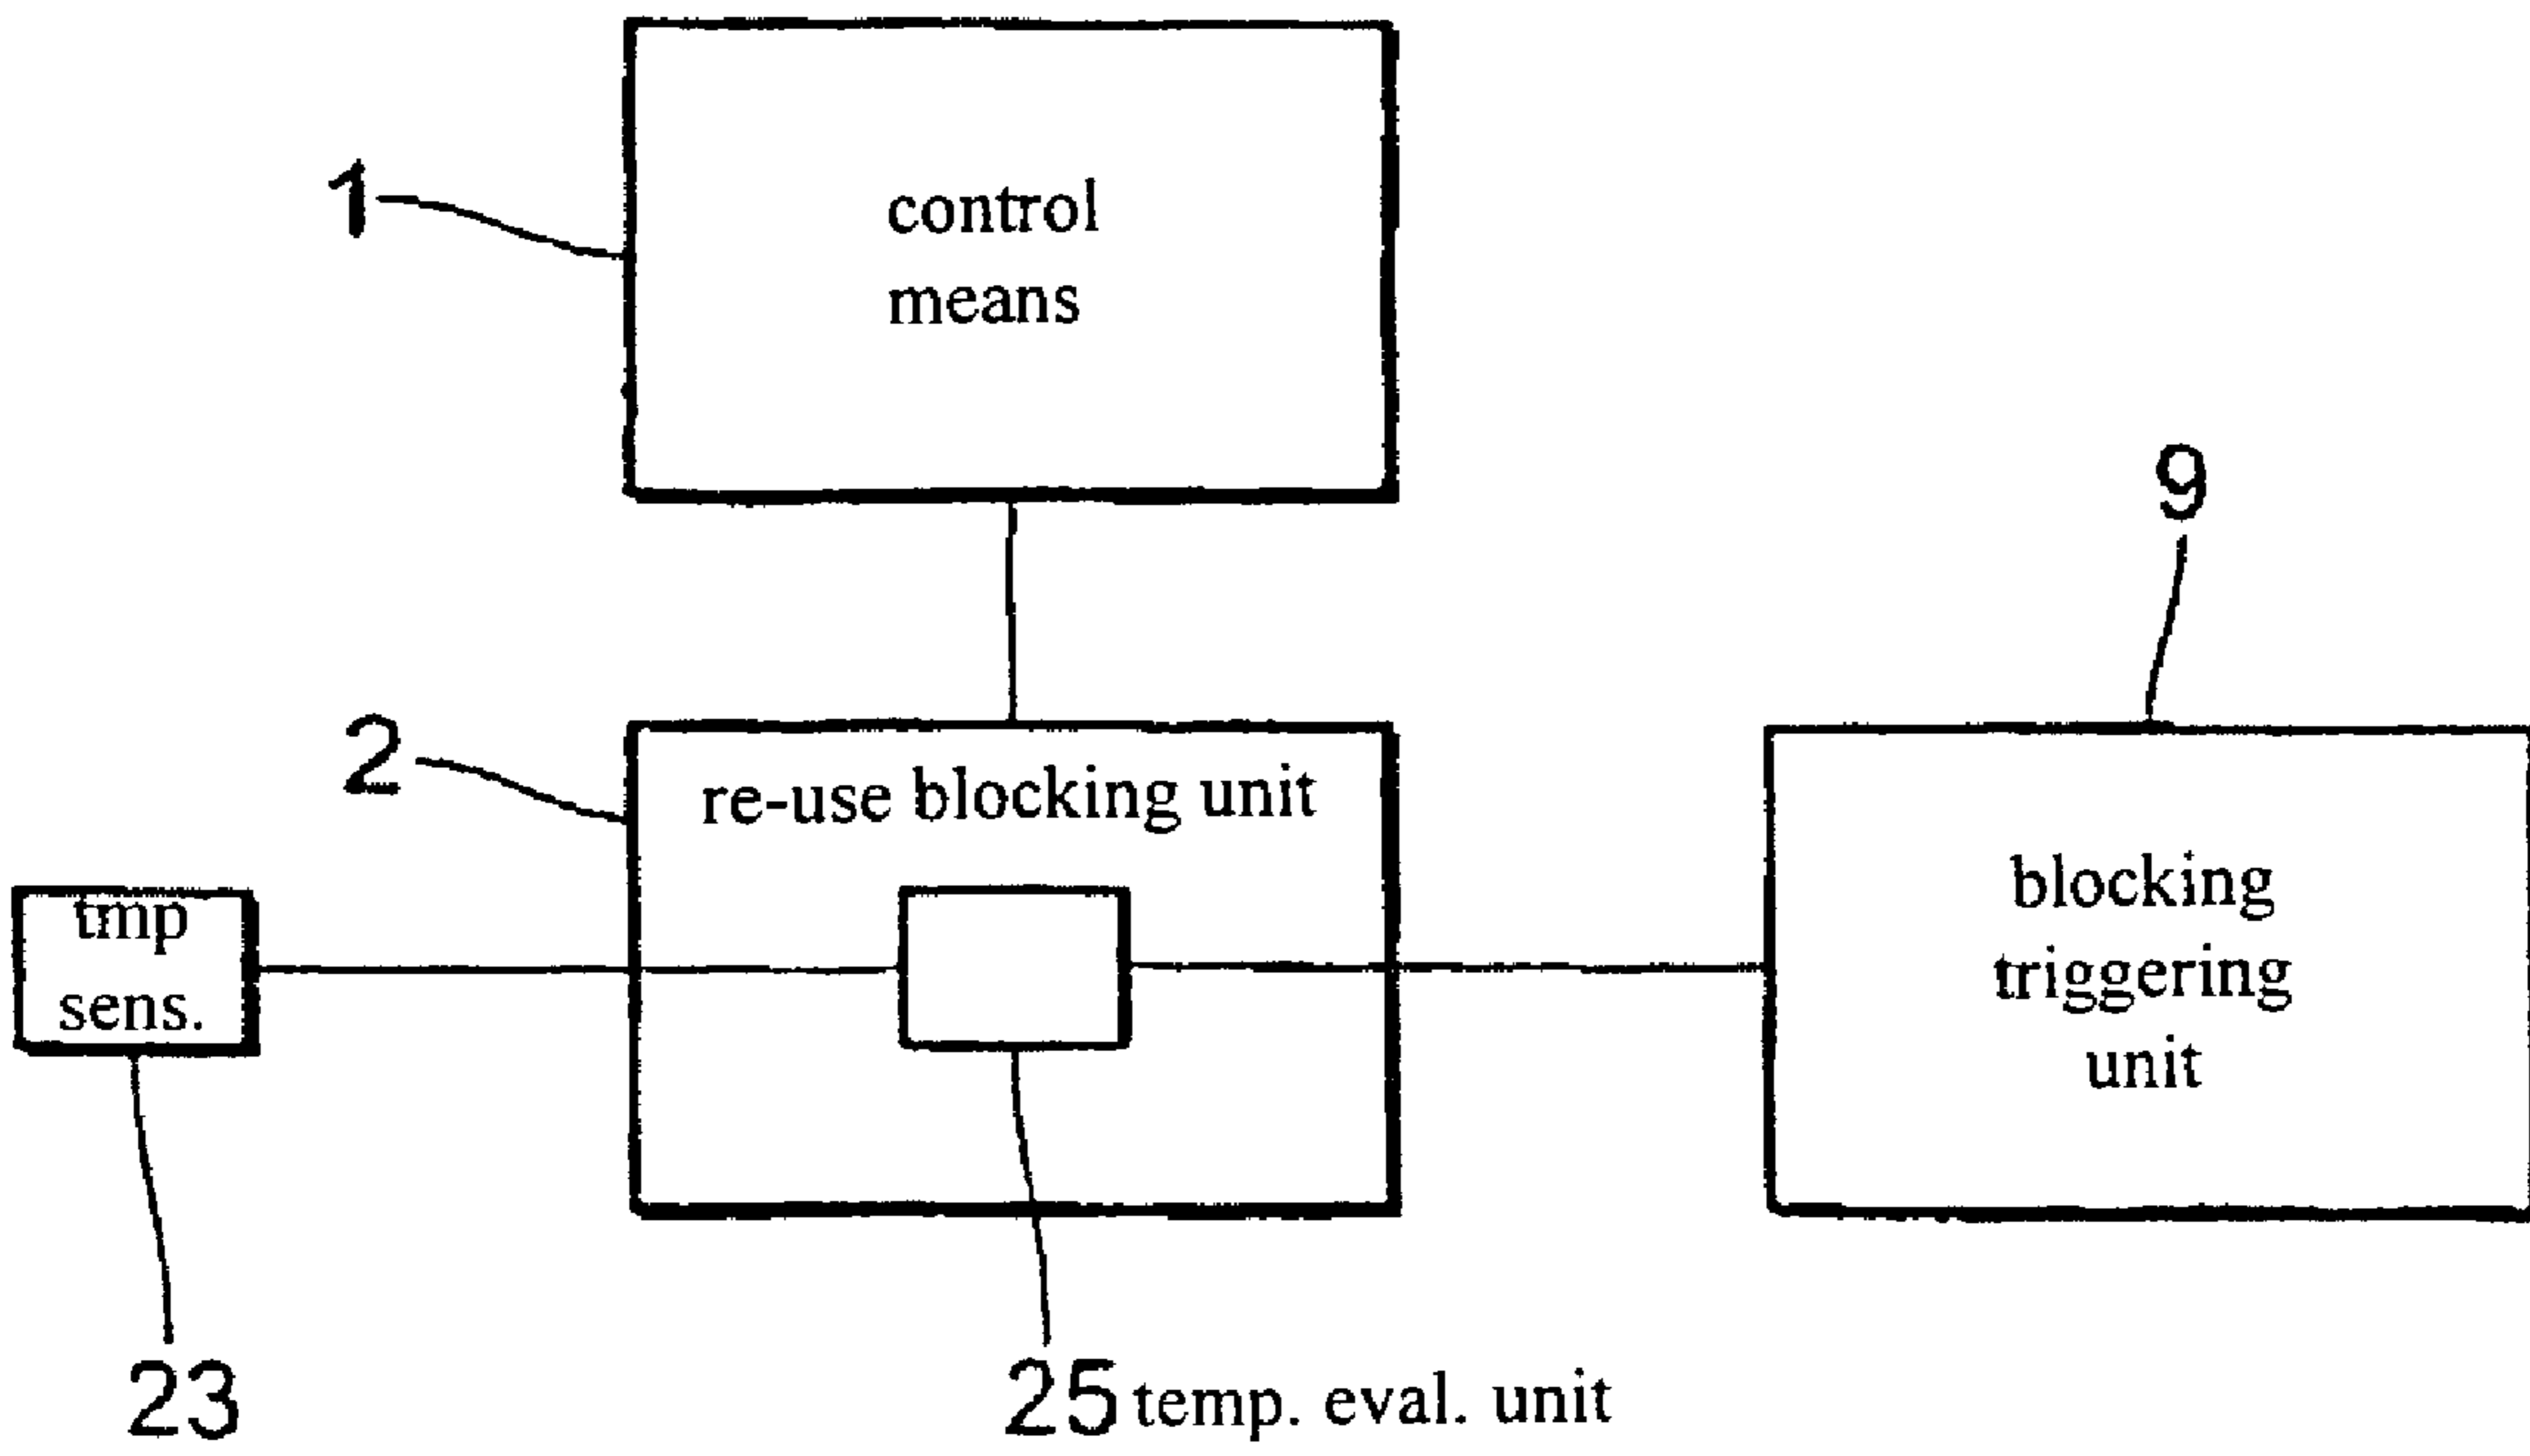 1
control
means
9
2
re-use blocking unit
tmp
sens.
blocking
triggering
unit
23
25 temp. eval. unit